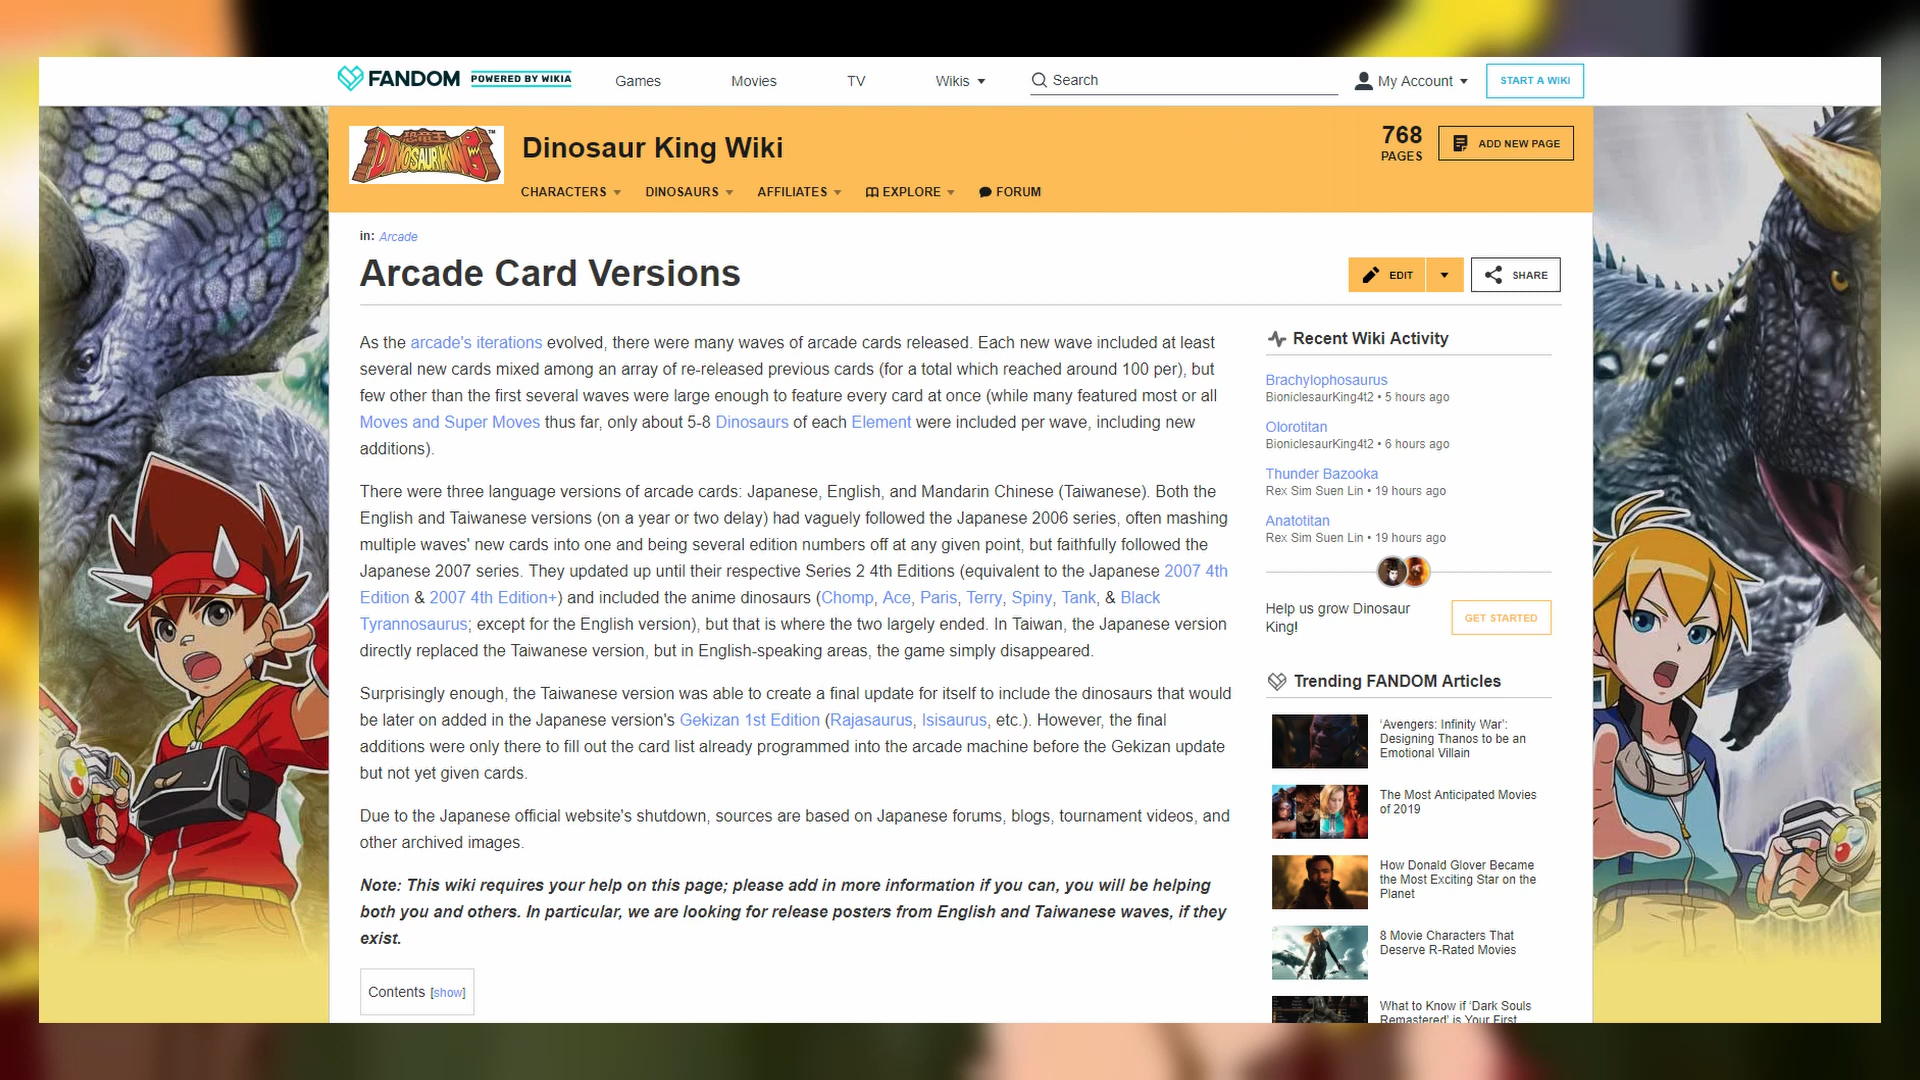 FANDOM POWERED BY WIKIA Games Movies TV Wikis Search My Account START A WIKI
DINOSAUR KING TM
Dinosaur King Wiki
768 PAGES
ADD NEW PAGE
CHARACTERS DINOSAURS AFFILIATES EXPLORE FORUM
in: Arcade
Arcade Card Versions
EDIT SHARE
As the arcade's iterations evolved, there were many waves of arcade cards released. Each new wave included at least
several new cards mixed among an array of re-released previous cards (for a total which reached around 100 per), but
few other than the first several waves were large enough to feature every card at once (while many featured most or all
Moves and Super Moves thus far, only about 5-8 Dinosaurs of each Element were included per wave, including new
additions).
There were three language versions of arcade cards: Japanese, English, and Mandarin Chinese (Taiwanese). Both the
English and Taiwanese versions (on a year or two delay) had vaguely followed the Japanese 2006 series, often mashing
multiple waves' new cards into one and being several edition numbers off at any given point, but faithfully followed the
Japanese 2007 series. They updated up until their respective Series 2 4th Editions (equivalent to the Japanese 2007 4th
Edition & 2007 4th Edition+) and included the anime dinosaurs (Chomp, Ace, Paris, Terry, Spiny, Tank, & Black
Tyrannosaurus; except for the English version), but that is where the two largely ended. In Taiwan, the Japanese version
directly replaced the Taiwanese version, but in English-speaking areas, the game simply disappeared.
Surprisingly enough, the Taiwanese version was able to create a final update for itself to include the dinosaurs that would
be later on added in the Japanese version's Gekizan 1st Edition (Rajasaurus, Isisaurus, etc.). However, the final
additions were only there to fill out the card list already programmed into the arcade machine before the Gekizan update
but not yet given cards.
Due to the Japanese official website's shutdown, sources are based on Japanese forums, blogs, tournament videos, and
other archived images.
Note: This wiki requires your help on this page; please add in more information if you can, you will be helping
both you and others. In particular, we are looking for release posters from English and Taiwanese waves, if they
exist.
Contents [show]
Recent Wiki Activity
Brachylophosaurus
BioniclesaurKing4t2 • 5 hours ago
Olorotitan
BioniclesaurKing4t2 • 6 hours ago
Thunder Bazooka
Rex Sim Suen Lin • 19 hours ago
Anatotitan
Rex Sim Suen Lin • 19 hours ago
Help us grow Dinosaur
King!
GET STARTED
Trending FANDOM Articles
‘Avengers: Infinity War’:
Designing Thanos to be an
Emotional Villain
The Most Anticipated Movies
of 2019
How Donald Glover Became
the Most Exciting Star on the
Planet
8 Movie Characters That
Deserve R-Rated Movies
What to Know if ‘Dark Souls
Remastered’ is Your First